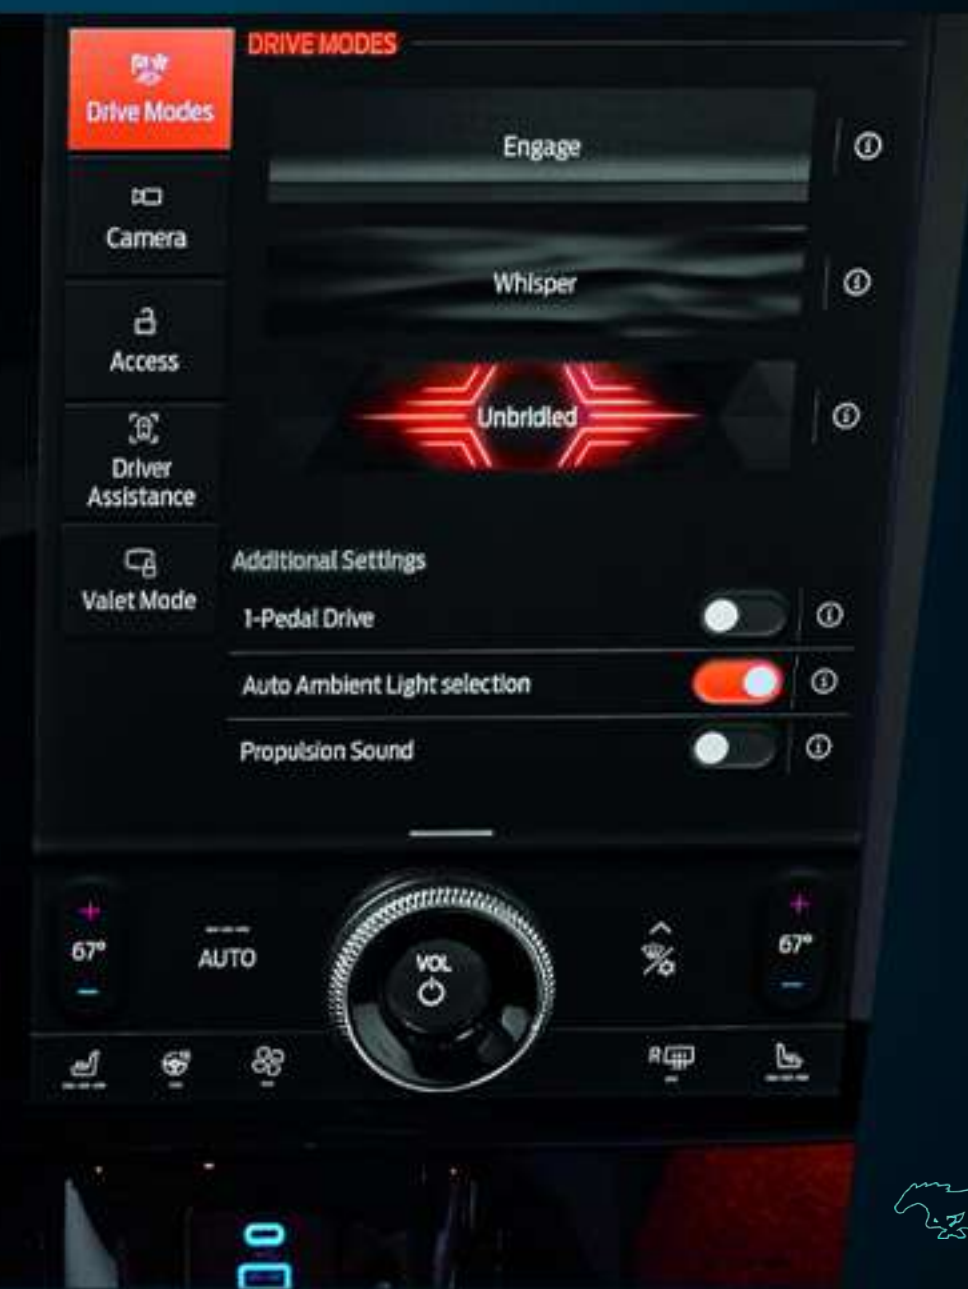 DRIVE MODES
Drive Modes
Engage
Camera
Whisper
Access
Unbridled
Driver
Assistance
Valet Mode
Additional Settings
1-Pedal Drive
Auto Ambient Light selection
Propulsion Sound
67°
AUTO
VOL
67°
R